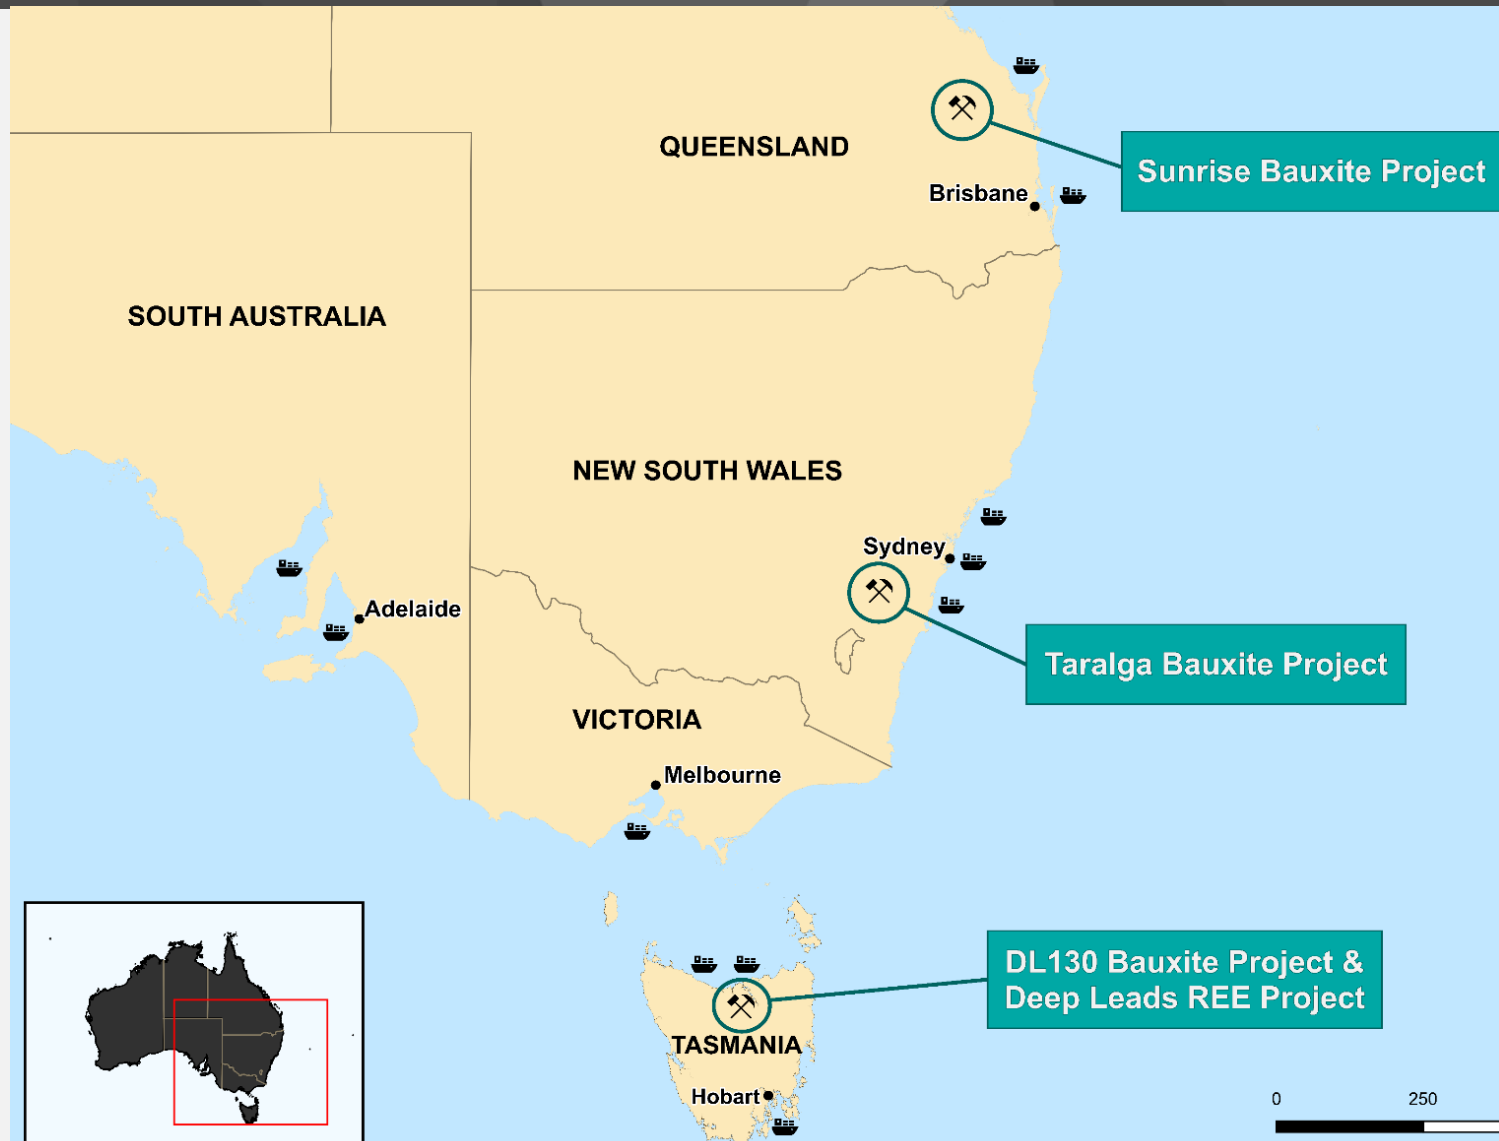 QUEENSLAND
Sunrise Bauxite Project
Brisbane
SOUTH AUSTRALIA
NEW SOUTH WALES
Sydney
Adelaide
Taralga Bauxite Project
VICTORIA
Melbourne
DL130 Bauxite Project &
Deep Leads REE Project
TASMANIA
Hobart
0 250